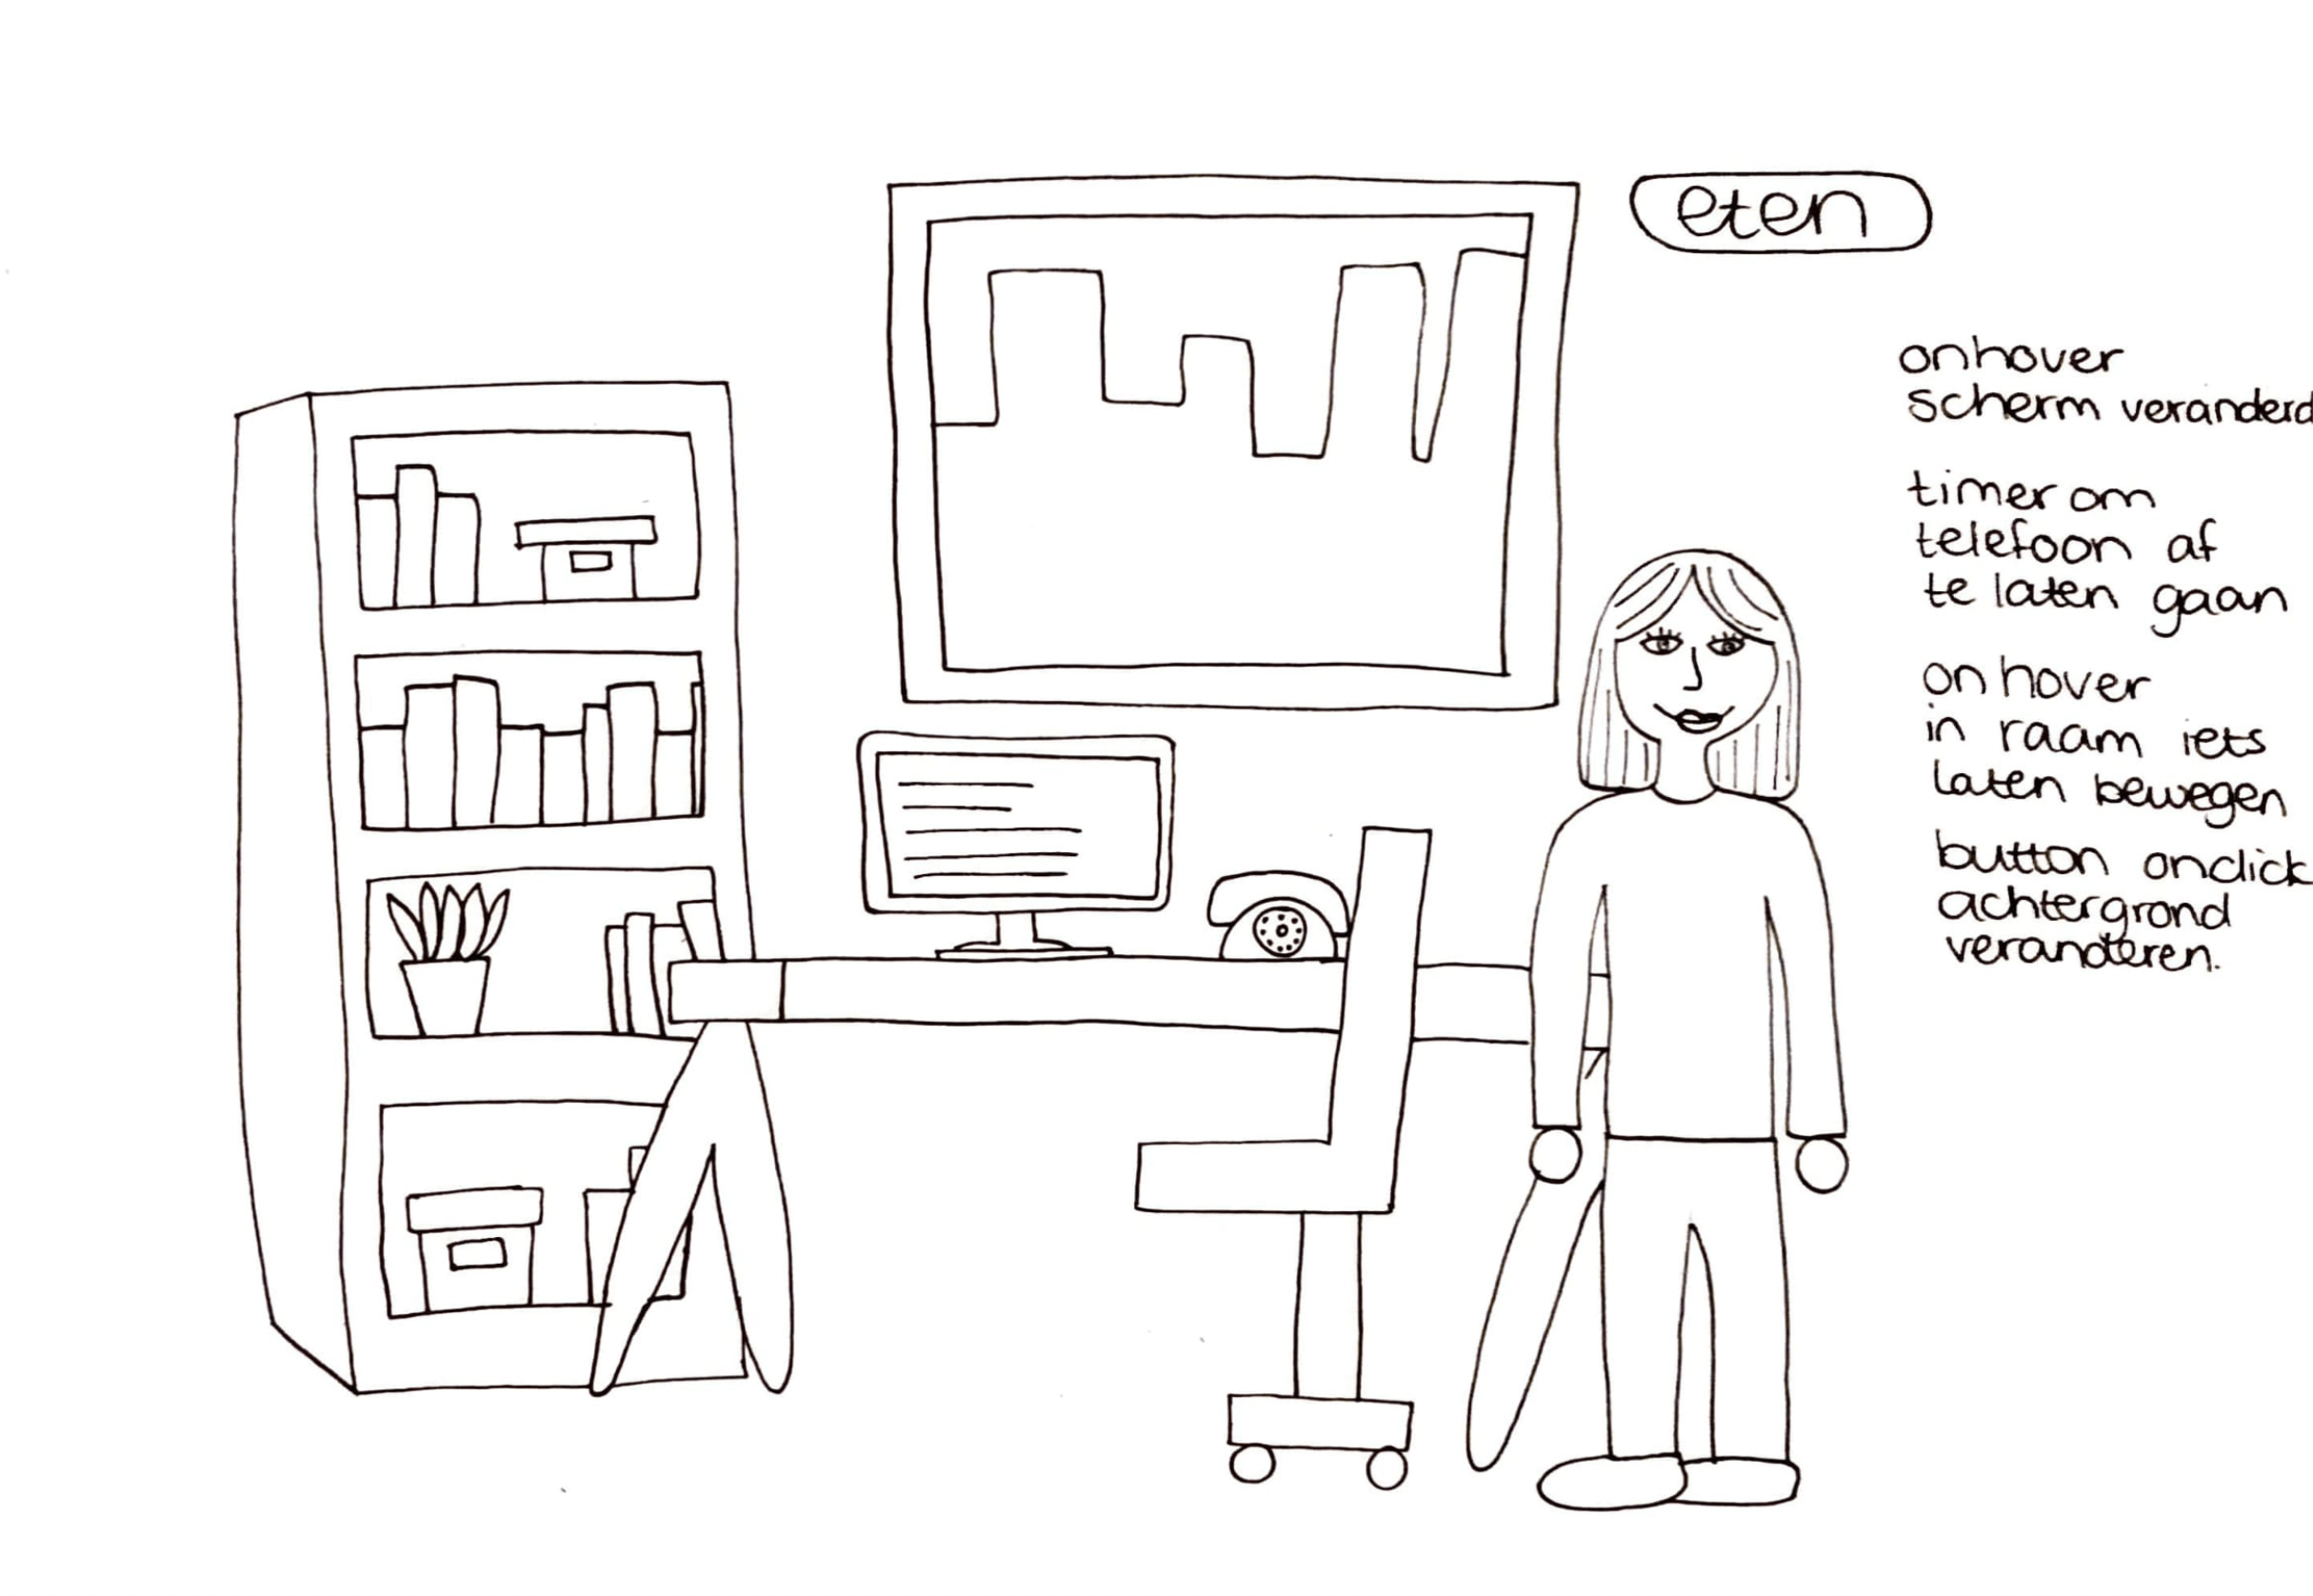 eten
onhover
scherm veranderd
timer om
telefoon af
te laten gaan
on hover
in raam iets
laten bewegen
button onclick
achtergrond
veranderen.